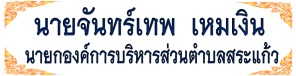 นายจันทร์เทพ เหมเงิน
นายกองค์การบริหารส่วนตำบลสระแก้ว